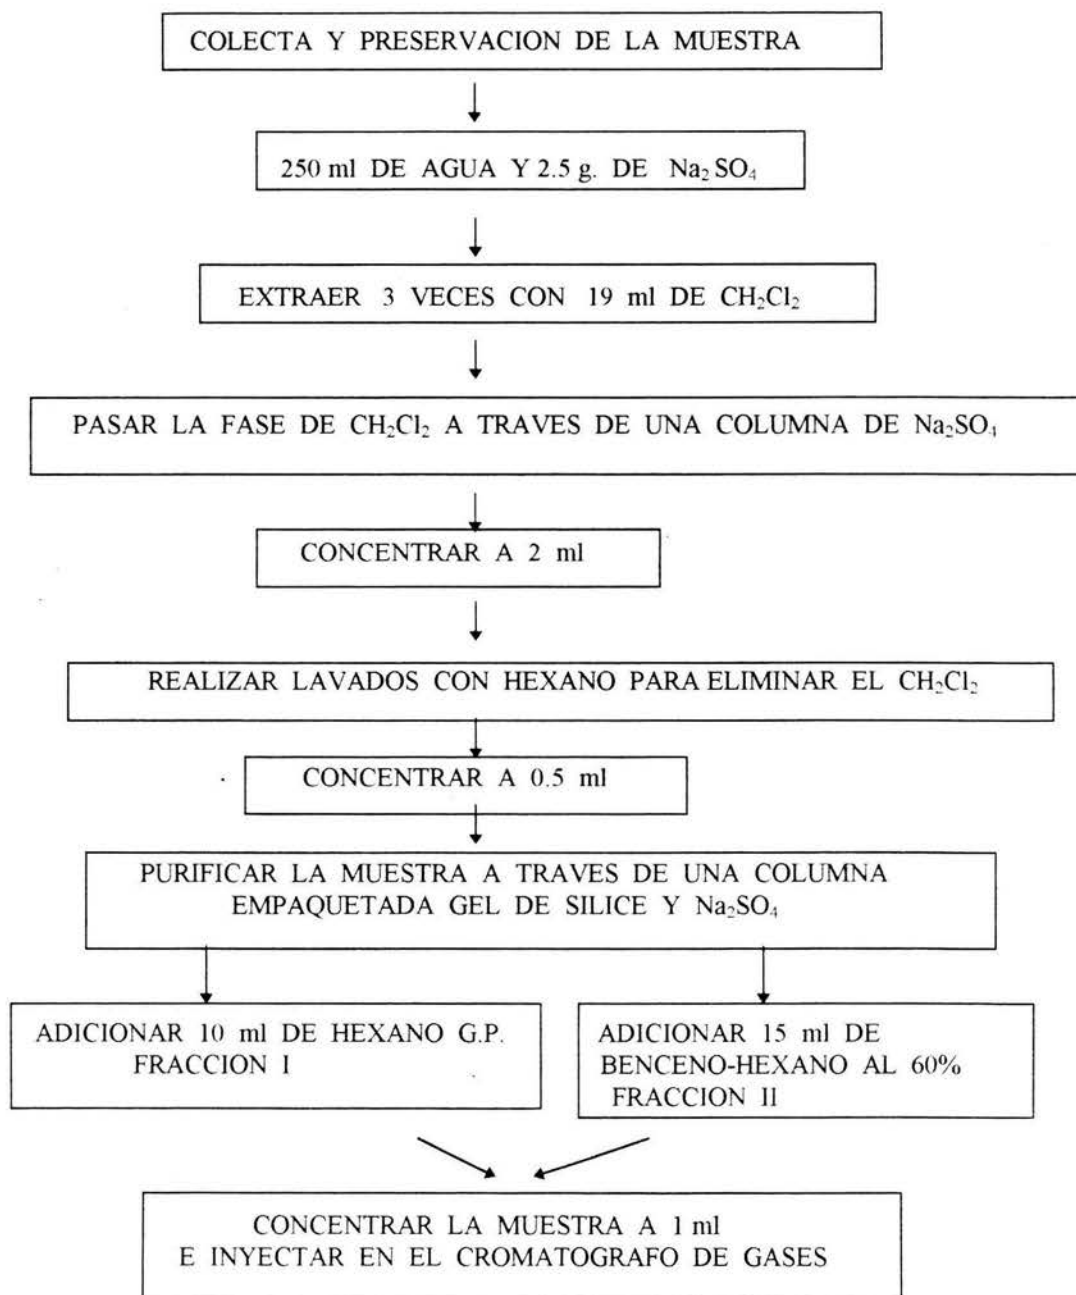 COLECTA Y PRESERVACION DE LA MUESTRA
250 ml DE AGUA Y 2.5 g. DE Na₂SO₄
EXTRAER 3 VECES CON 19 ml DE CH₂Cl₂
PASAR LA FASE DE CH₂Cl₂ A TRAVES DE UNA COLUMNA DE Na₂SO₄
CONCENTRAR A 2 ml
REALIZAR LAVADOS CON HEXANO PARA ELIMINAR EL CH₂Cl₂
CONCENTRAR A 0.5 ml
PURIFICAR LA MUESTRA A TRAVES DE UNA COLUMNA
EMPAQUETADA GEL DE SILICE Y Na₂SO₄
ADICIONAR 10 ml DE HEXANO G.P.
FRACCION I
ADICIONAR 15 ml DE
BENCENO-HEXANO AL 60%
FRACCION II
CONCENTRAR LA MUESTRA A 1 ml
E INYECTAR EN EL CROMATOGRAFO DE GASES